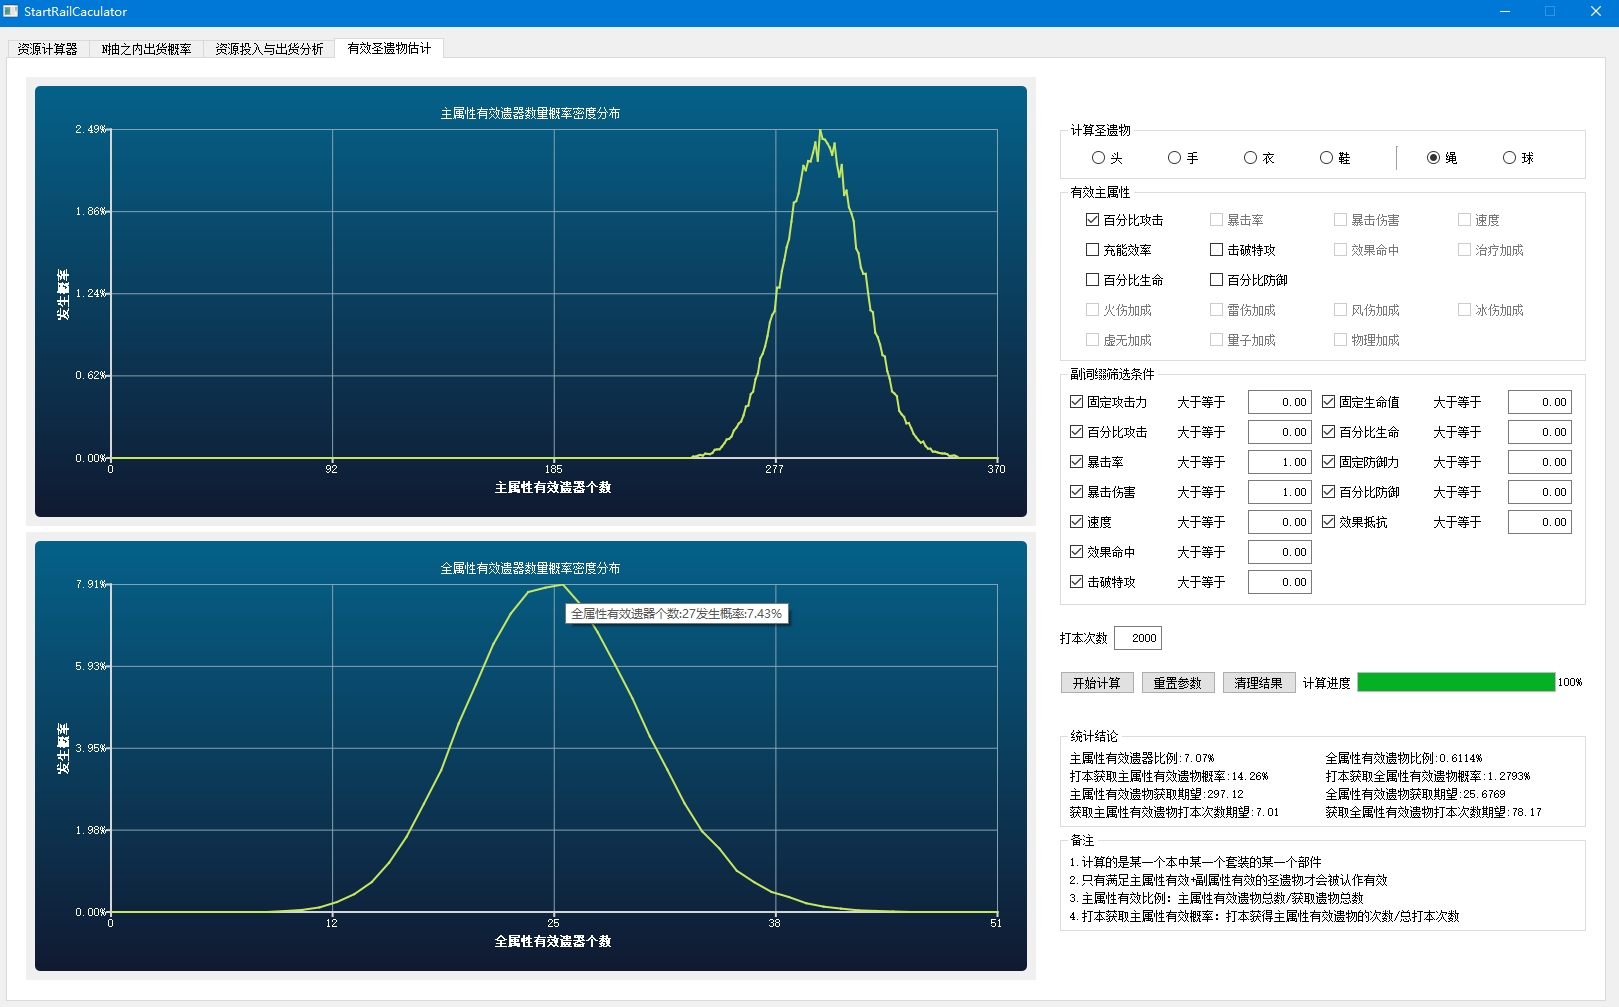 StartRailCaculator
资源计算器 N抽之内出货概率 资源投入与出货分析 有效圣遗物估计
主属性有效遗器数里概率密度分布
2.49%
1.86%
1.24%
0.62%
0.00%
发生概率
0 92 185 277 370
主属性有效遗器个数
全属性有效遗器数里概率密度分布
7.91%
5.93%
3.95%
1.98%
0.00%
发生概率
全属性有效遗器个数:27发生概率:7.43%
0 12 25 38 51
全属性有效遗器个数
计算圣遗物
头 手 衣 鞋 绳 球
有效主属性
百分比攻击 暴击率 暴击伤害 速度
充能效率 击破特攻 效果命中 治疗加成
百分比生命 百分比防御
火伤加成 雷伤加成 风伤加成 冰伤加成
虚无加成 量子加成 物理加成
副词缀筛选条件
固定攻击力 大于等于 0.00 固定生命值 大于等于 0.00
百分比攻击 大于等于 0.00 百分比生命 大于等于 0.00
暴击率 大于等于 1.00 固定防御力 大于等于 0.00
暴击伤害 大于等于 1.00 百分比防御 大于等于 0.00
速度 大于等于 0.00 效果抵抗 大于等于 0.00
效果命中 大于等于 0.00
击破特攻 大于等于 0.00
打本次数 2000
开始计算 重置参数 清理结果 计算进度 100%
统计结论
主属性有效遗器比例:7.07% 全属性有效遗物比例:0.6114%
打本获取主属性有效遗物概率:14.26% 打本获取全属性有效遗物概率:1.2793%
主属性有效遗物获取期望:297.12 全属性有效遗物获取期望:25.6769
获取主属性有效遗物打本次数期望:7.01 获取全属性有效遗物打本次数期望:78.17
备注
1.计算的是某一个本中某一个套装的某一个部件
2.只有满足主属性有效+副属性有效的圣遗物才会被认作有效
3.主属性有效比例: 主属性有效遗物总数/获取遗物总数
4.打本获取主属性有效概率: 打本获得主属性有效遗物的次数/总打本次数